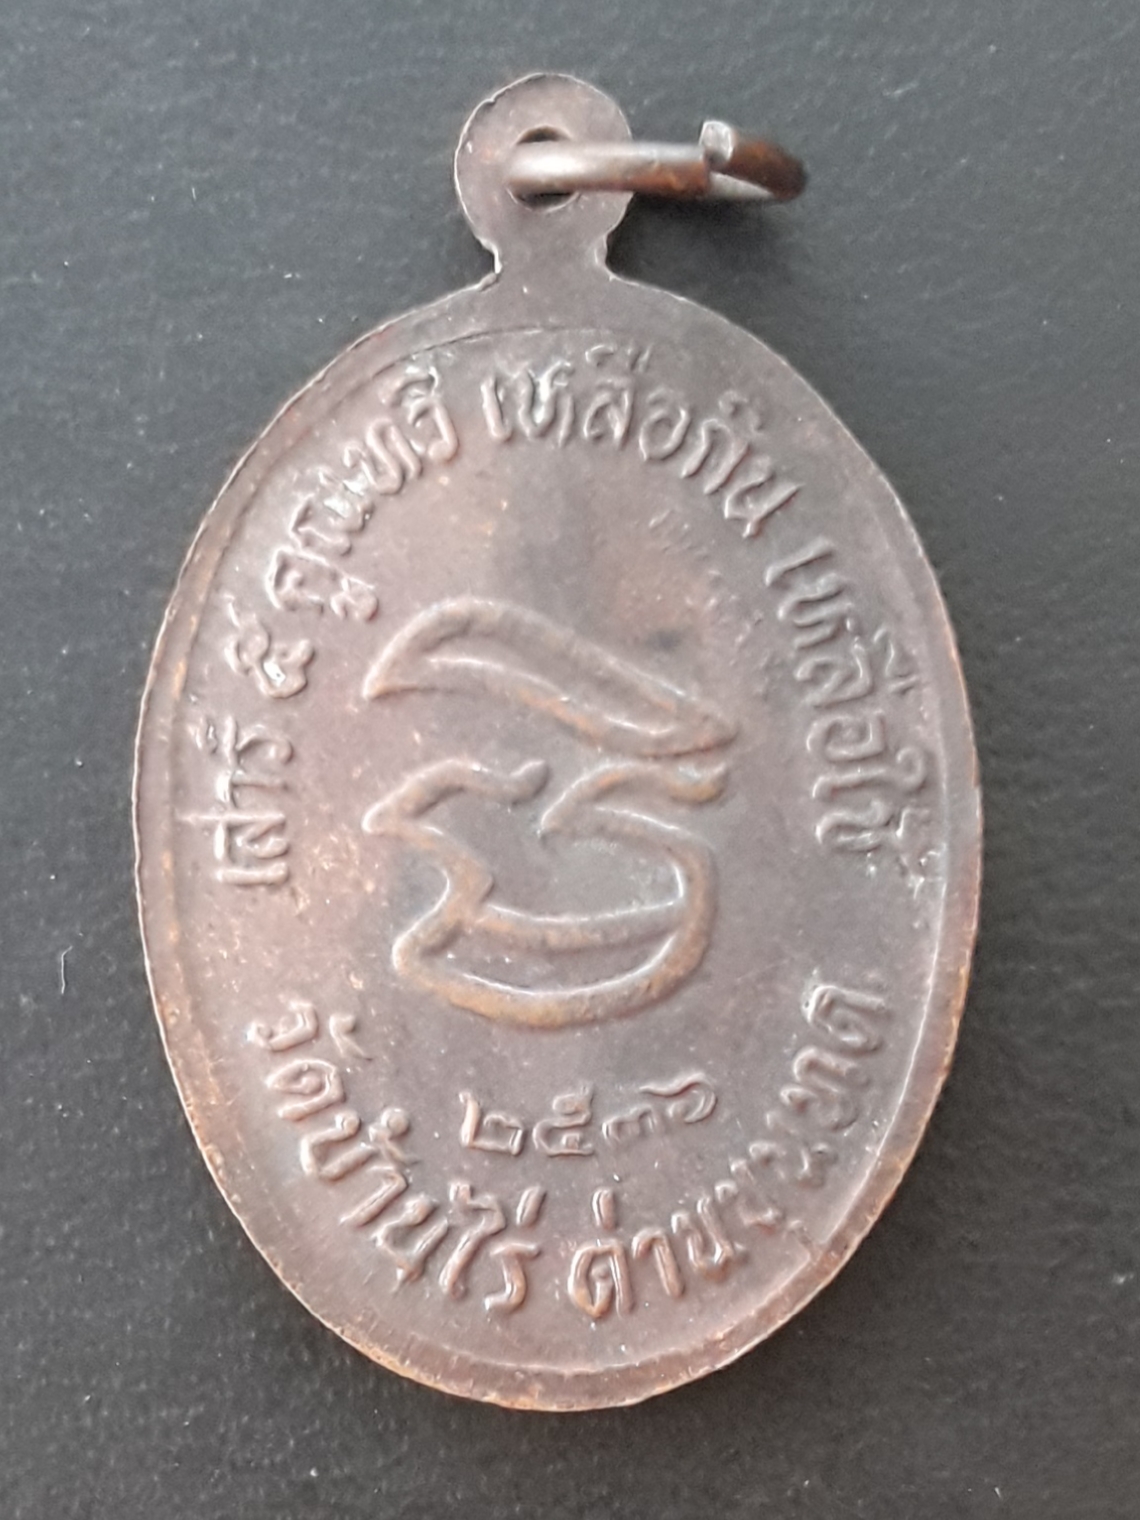 เสาร์ ๕ คูณทวี เหลือกิน เหลือใช้
๒๕๓๖
วัดบ้านไร่ ด่านขุนทด